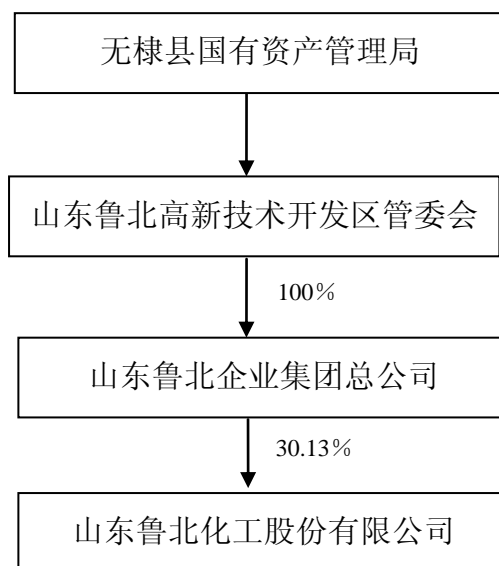 无棣县国有资产管理局
山东鲁北高新技术开发区管委会
100%
山东鲁北企业集团总公司
30.13%
山东鲁北化工股份有限公司